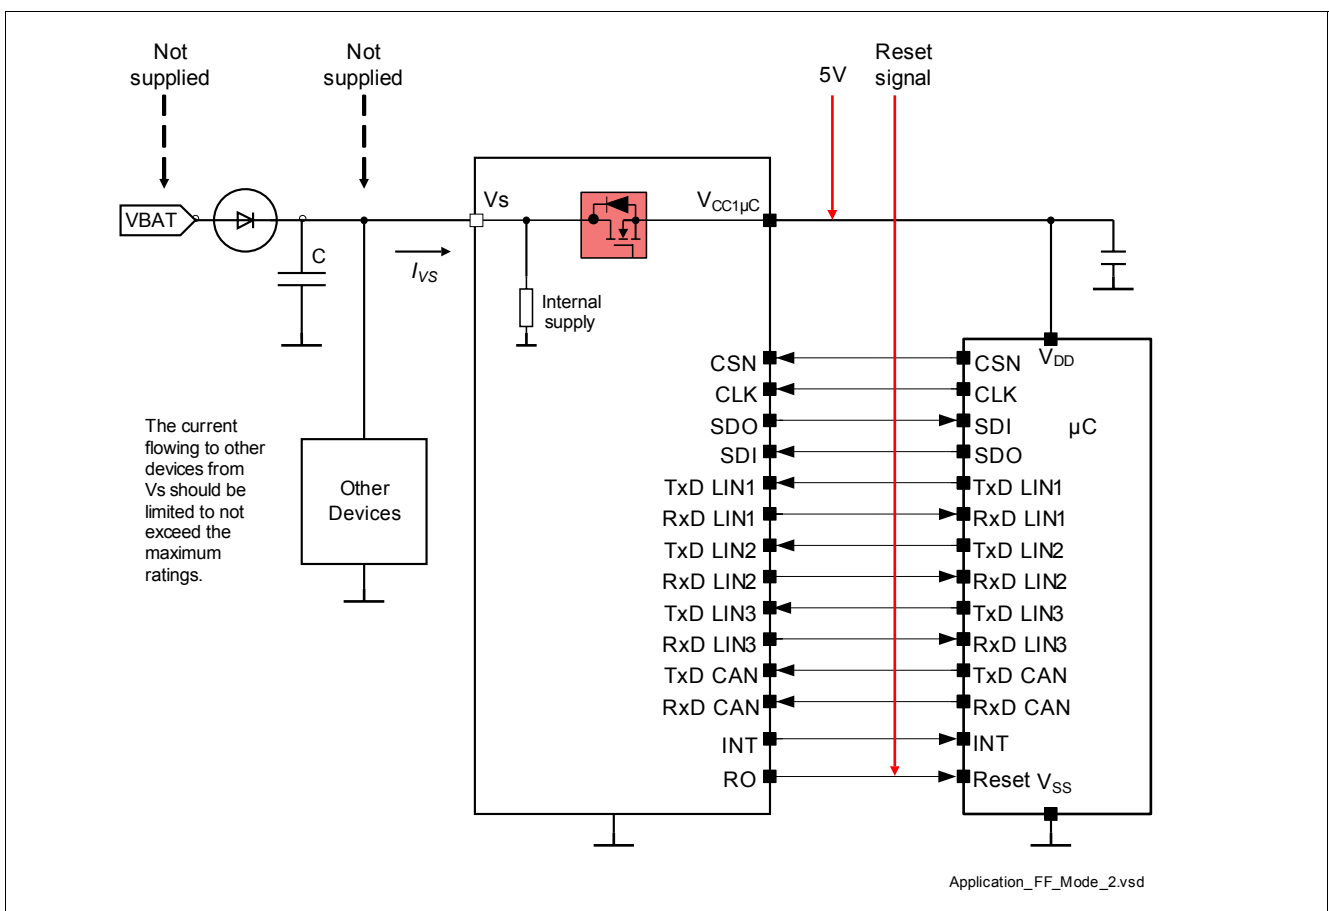 Not
supplied
Not
supplied
Reset
signal
5V
VBAT
Vs
VCC1µC
C
IVS
Internal
supply
The current
flowing to other
devices from
Vs should be
limited to not
exceed the
maximum
ratings.
Other
Devices
VDD
µC
CSN
CLK
SDO
SDI
TxD LIN1
RxD LIN1
TxD LIN2
RxD LIN2
TxD LIN3
RxD LIN3
TxD CAN
RxD CAN
INT
RO
CSN
CLK
SDI
SDO
TxD LIN1
RxD LIN1
TxD LIN2
RxD LIN2
TxD LIN3
RxD LIN3
TxD CAN
RxD CAN
INT
Reset VSS
Application_FF_Mode_2.vsd